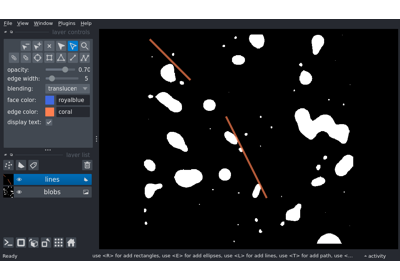 File View Window Plugins Help
layer controls
opacity: 0.70
edge width: 5
blending: translucen
face color: royalblue
edge color: coral
display text:
layer list
lines
blobs
Ready use <R> for add rectangles, use <E> for add ellipses, use <L> for add lines, use <T> for add path, use <... activity